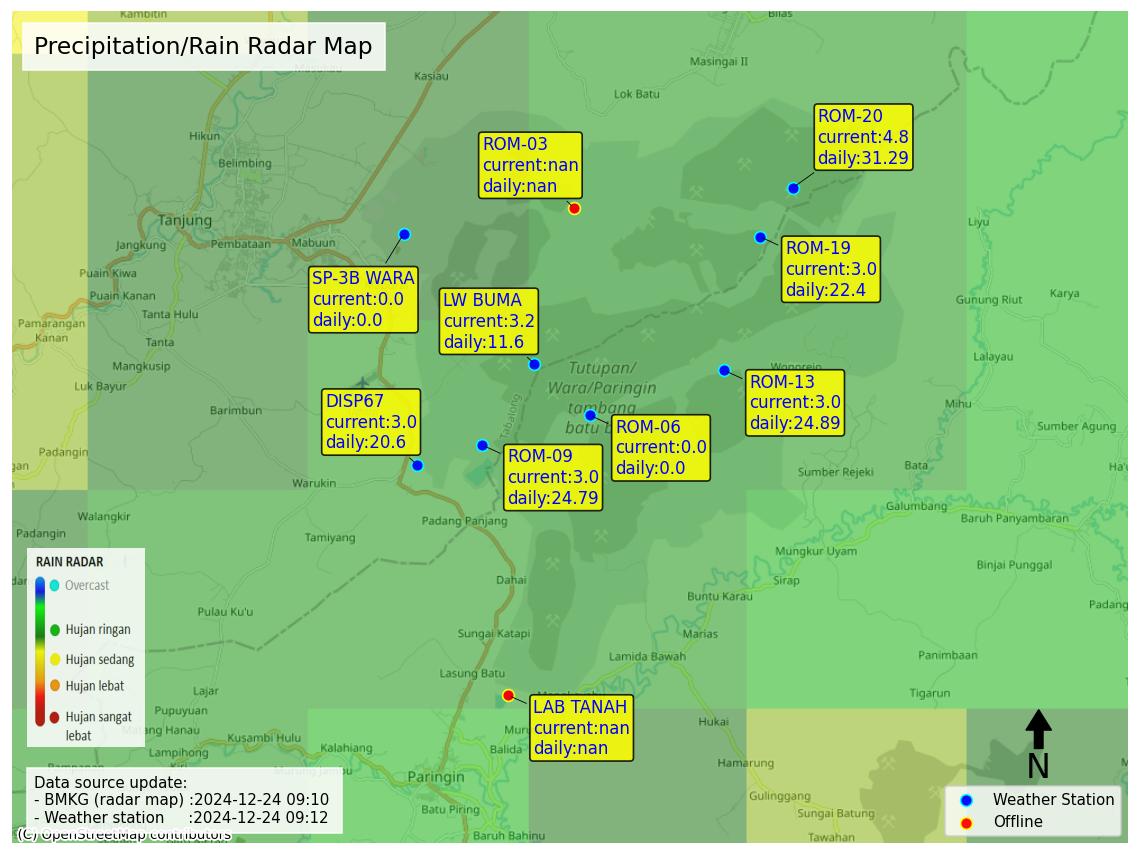 Precipitation/Rain Radar Map
Kambitin
Bilas
Masukau
Kasiau
Masingai II
Lok Batu
Hikun
Belimbing
Tanjung
Jangkung
Pembataan
Mabuun
Puain Kiwa
Puain Kanan
Tanta Hulu
Pamarangan
Kanan
Tanta
Mangkusip
Luk Bayur
Barimbun
Padangin
Warukin
ROM-03
current:nan
daily:nan
ROM-20
current:4.8
daily:31.29
ROM-19
current:3.0
daily:22.4
SP-3B WARA
current:0.0
daily:0.0
LW BUMA
current:3.2
daily:11.6
DISP67
current:3.0
daily:20.6
ROM-13
current:3.0
daily:24.89
ROM-06
current:0.0
daily:0.0
ROM-09
current:3.0
daily:24.79
LAB TANAH
current:nan
daily:nan
Tutupan/
Wara/Paringin
tambang
batu
Tabalong
Liyu
Gunung Riut
Karya
Lalayau
Mihu
Sumber Agung
Sumber Rejeki
Bata
Galumbang
Baruh Panyambaran
Mungkur Uyam
Binjai Punggal
Sirap
Buntu Karau
Padang
Marias
Lamida Bawah
Panimbaan
Tigarun
Hukai
Hamarung
Gulinggang
Sungai Batung
Tawahan
Walangkir
Padangin
Tamiyang
Padang Panjang
Dahai
Pulau Ku'u
Sungai Katapi
Lasung Batu
Lajar
Pupuyuan
Matang Hanau
Lampihong
Kiri
Kusambi Hulu
Kalahiang
Murung Jambu
Balida
Paringin
Batu Piring
Baruh Bahinu
RAIN RADAR
Overcast
Hujan ringan
Hujan sedang
Hujan lebat
Hujan sangat
lebat
Data source update:
- BMKG (radar map) :2024-12-24 09:10
- Weather station :2024-12-24 09:12
(C) OpenStreetMap contributors
N
Weather Station
Offline